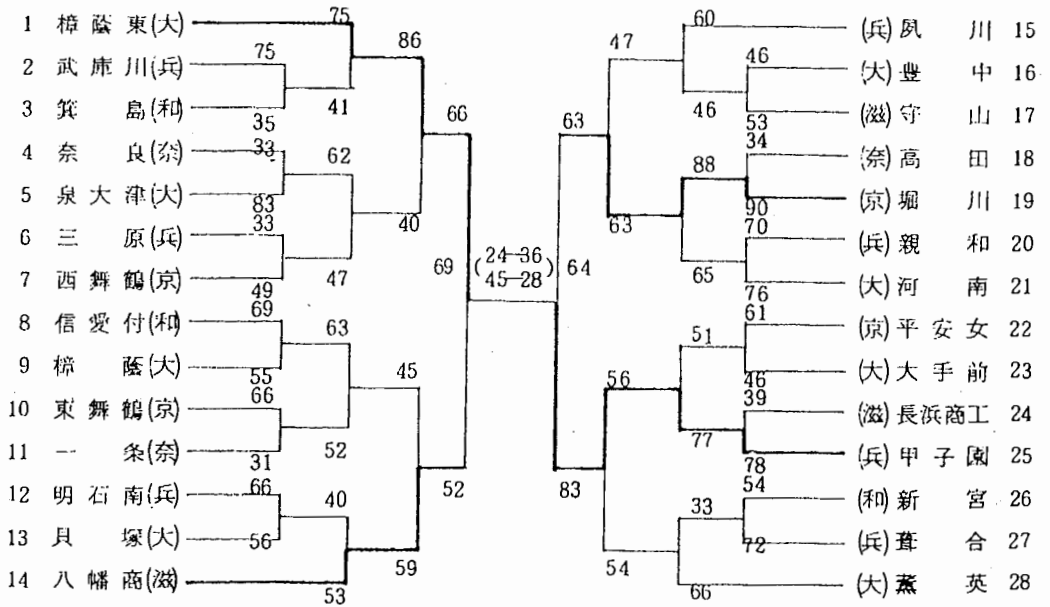 1 樟蔭東(大)
2 武庫川(兵)
3 箕島(和)
4 奈良(奈)
5 泉大津(大)
6 三原(兵)
7 西舞鶴(京)
8 信愛付(和)
9 樟蔭(大)
10 東舞鶴(京)
11 一条(奈)
12 明石南(兵)
13 貝塚(大)
14 八幡商(滋)
75
75
35
41
86
33
83
62
33
49
47
40
66
69
55
63
66
31
52
45
66
56
40
53
59
52
69
(24-36
45-28)
64
63
47
60
46
46
53
34
90
88
63
70
76
65
61
46
51
39
78
77
56
83
54
72
33
66
54
(兵)夙川 15
(大)豊中 16
(滋)守山 17
(奈)高田 18
(京)堀川 19
(兵)親和 20
(大)河南 21
(京)平安女 22
(大)大手前 23
(滋)長浜商工 24
(兵)甲子園 25
(和)新宮 26
(兵)葺合 27
(大)薫英 28